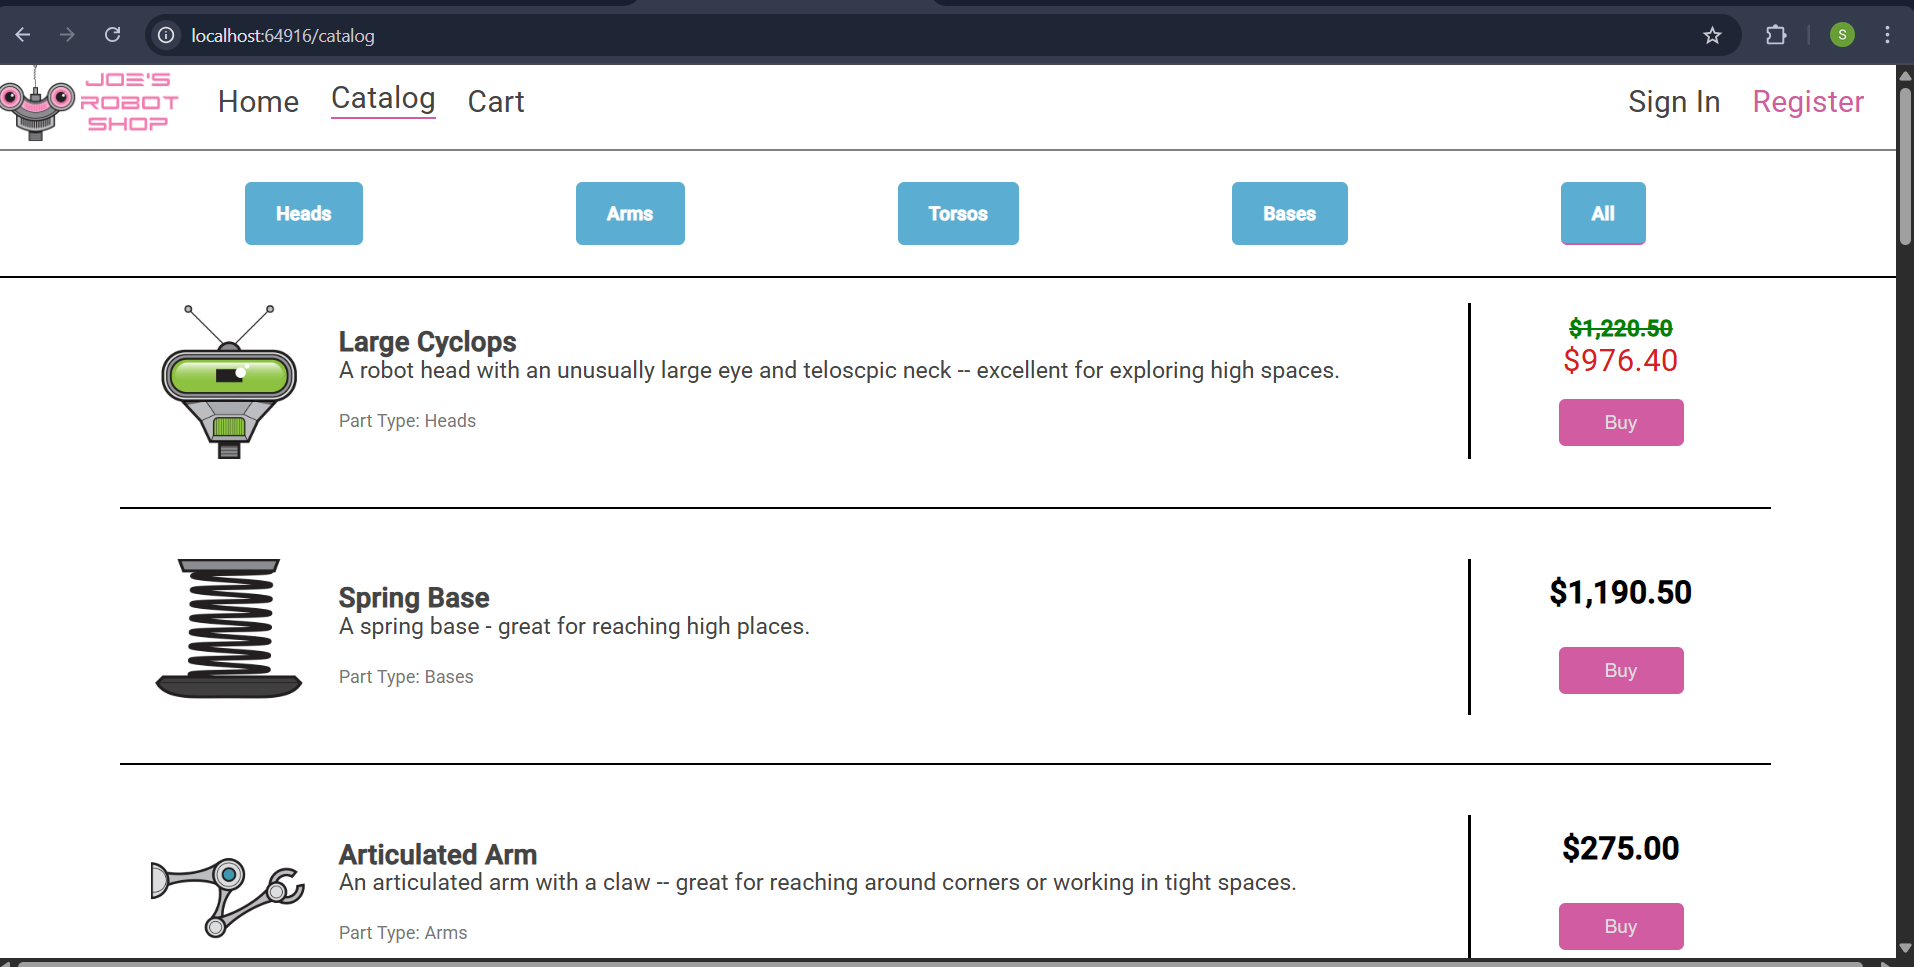 localhost:64916/catalog
S
JOE'S
ROBOT
SHOP
Home Catalog Cart Sign In Register
Heads Arms Torsos Bases All
Large Cyclops
A robot head with an unusually large eye and teloscpic neck -- excellent for exploring high spaces.
Part Type: Heads
$1,220.50
$976.40
Buy
Spring Base
A spring base - great for reaching high places.
Part Type: Bases
$1,190.50
Buy
Articulated Arm
An articulated arm with a claw -- great for reaching around corners or working in tight spaces.
Part Type: Arms
$275.00
Buy